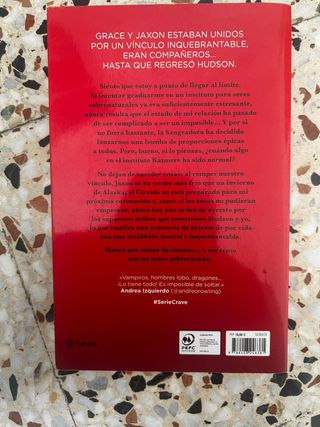 GRACE Y JAXON ESTABAN UNIDOS
POR UN VÍNCULO INQUEBRANTABLE,
ERAN COMPAÑEROS...
HASTA QUE REGRESÓ HUDSON.
Siento que estoy a punto de llegar al límite.
Si intentar graduarme en un instituto para seres
sobrenaturales ya era suficientemente estresante,
ahora resulta que el estado de mi relación ha pasado
de ser complicado a ser un imposible... Y por si
no fuera bastante, la Sangradora ha decidido
lanzarnos una bomba de proporciones épicas
a todos. Pero, bueno, si lo piensas, ¿cuándo algo
en el instituto Katmere ha sido normal?
No dejan de suceder cosas: al romper nuestro
vínculo, Jaxon se ha vuelto más frío que un invierno
de Alaska; el Círculo no está preparado para mi
próxima coronación y, como si las cosas no pudieran
empeorar, ahora hay una orden de arresto por
los supuestos delitos que cometimos Hudson y yo,
lo que implica una sentencia de prisión de por vida
con una maldición mortal e inquebrantable.
Habrá que tomar decisiones... y me temo
que no todos sobrevivirán.
«Vampiros, hombres lobo, dragones...
¡Lo tiene todo! Es imposible de soltar.»
Andrea Izquierdo (@andreorowling)
#SerieCrave
Planeta
PEFC
PVP